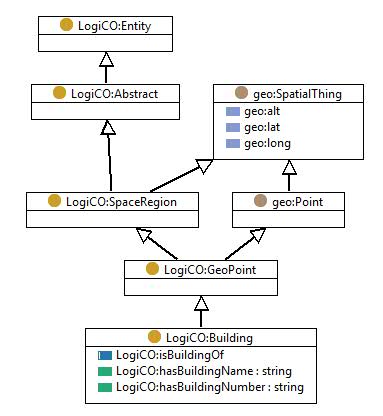 LogiCO:Entity
LogiCO:Abstract
geo:SpatialThing
geo:alt
geo:lat
geo:long
LogiCO:SpaceRegion
geo:Point
LogiCO:GeoPoint
LogiCO:Building
LogiCO:isBuildingOf
LogiCO:hasBuildingName : string
LogiCO:hasBuildingNumber : string